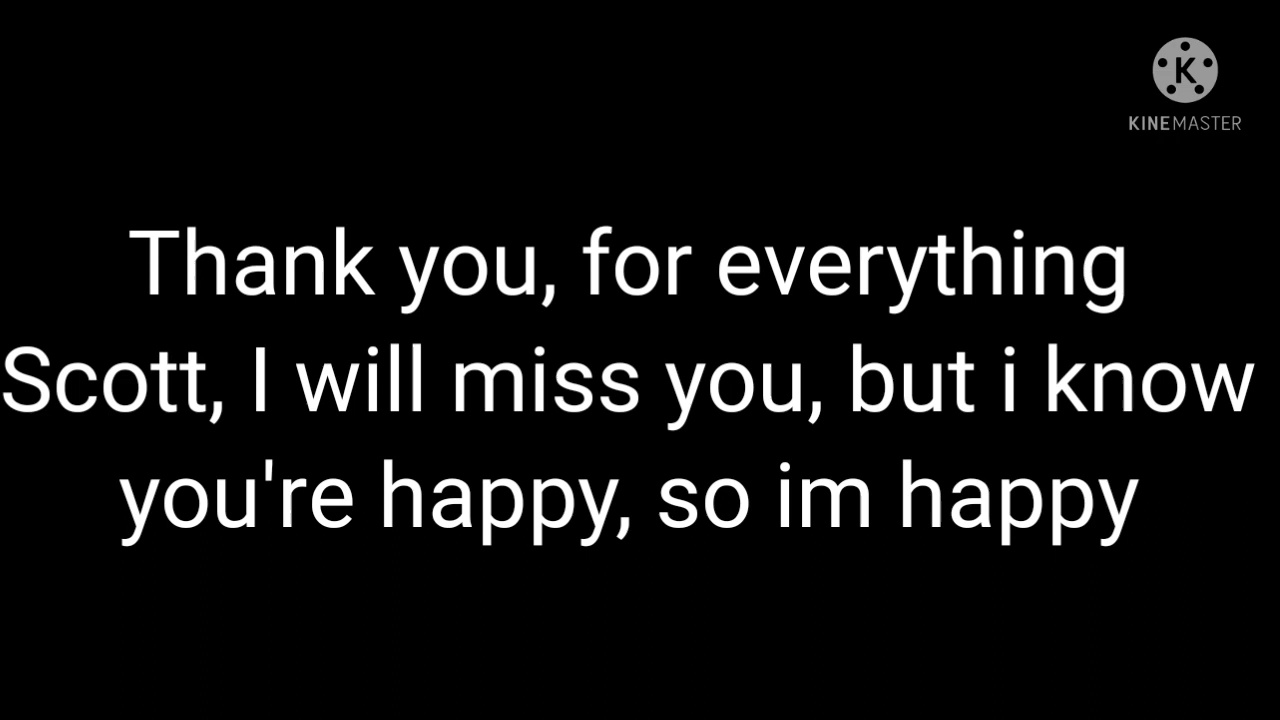 K
KINEMASTER
Thank you, for everything
Scott, I will miss you, but i know
you're happy, so im happy